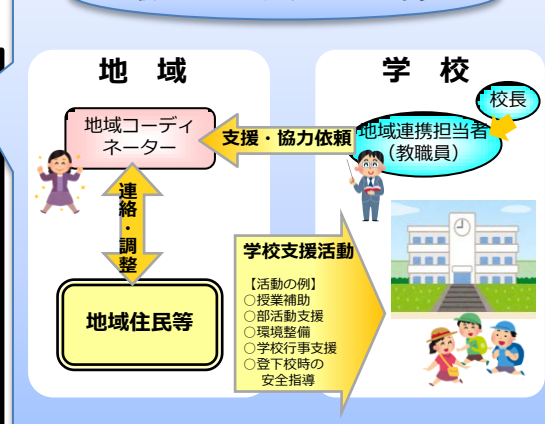 地 域
学 校
校長
地域コーディ
ネーター
支援・協力依頼
地域連携担当者
（教職員）
連絡・調整
学校支援活動
【活動の例】
○授業補助
○部活動支援
○環境整備
○学校行事支援
○登下校時の
安全指導
地域住民等